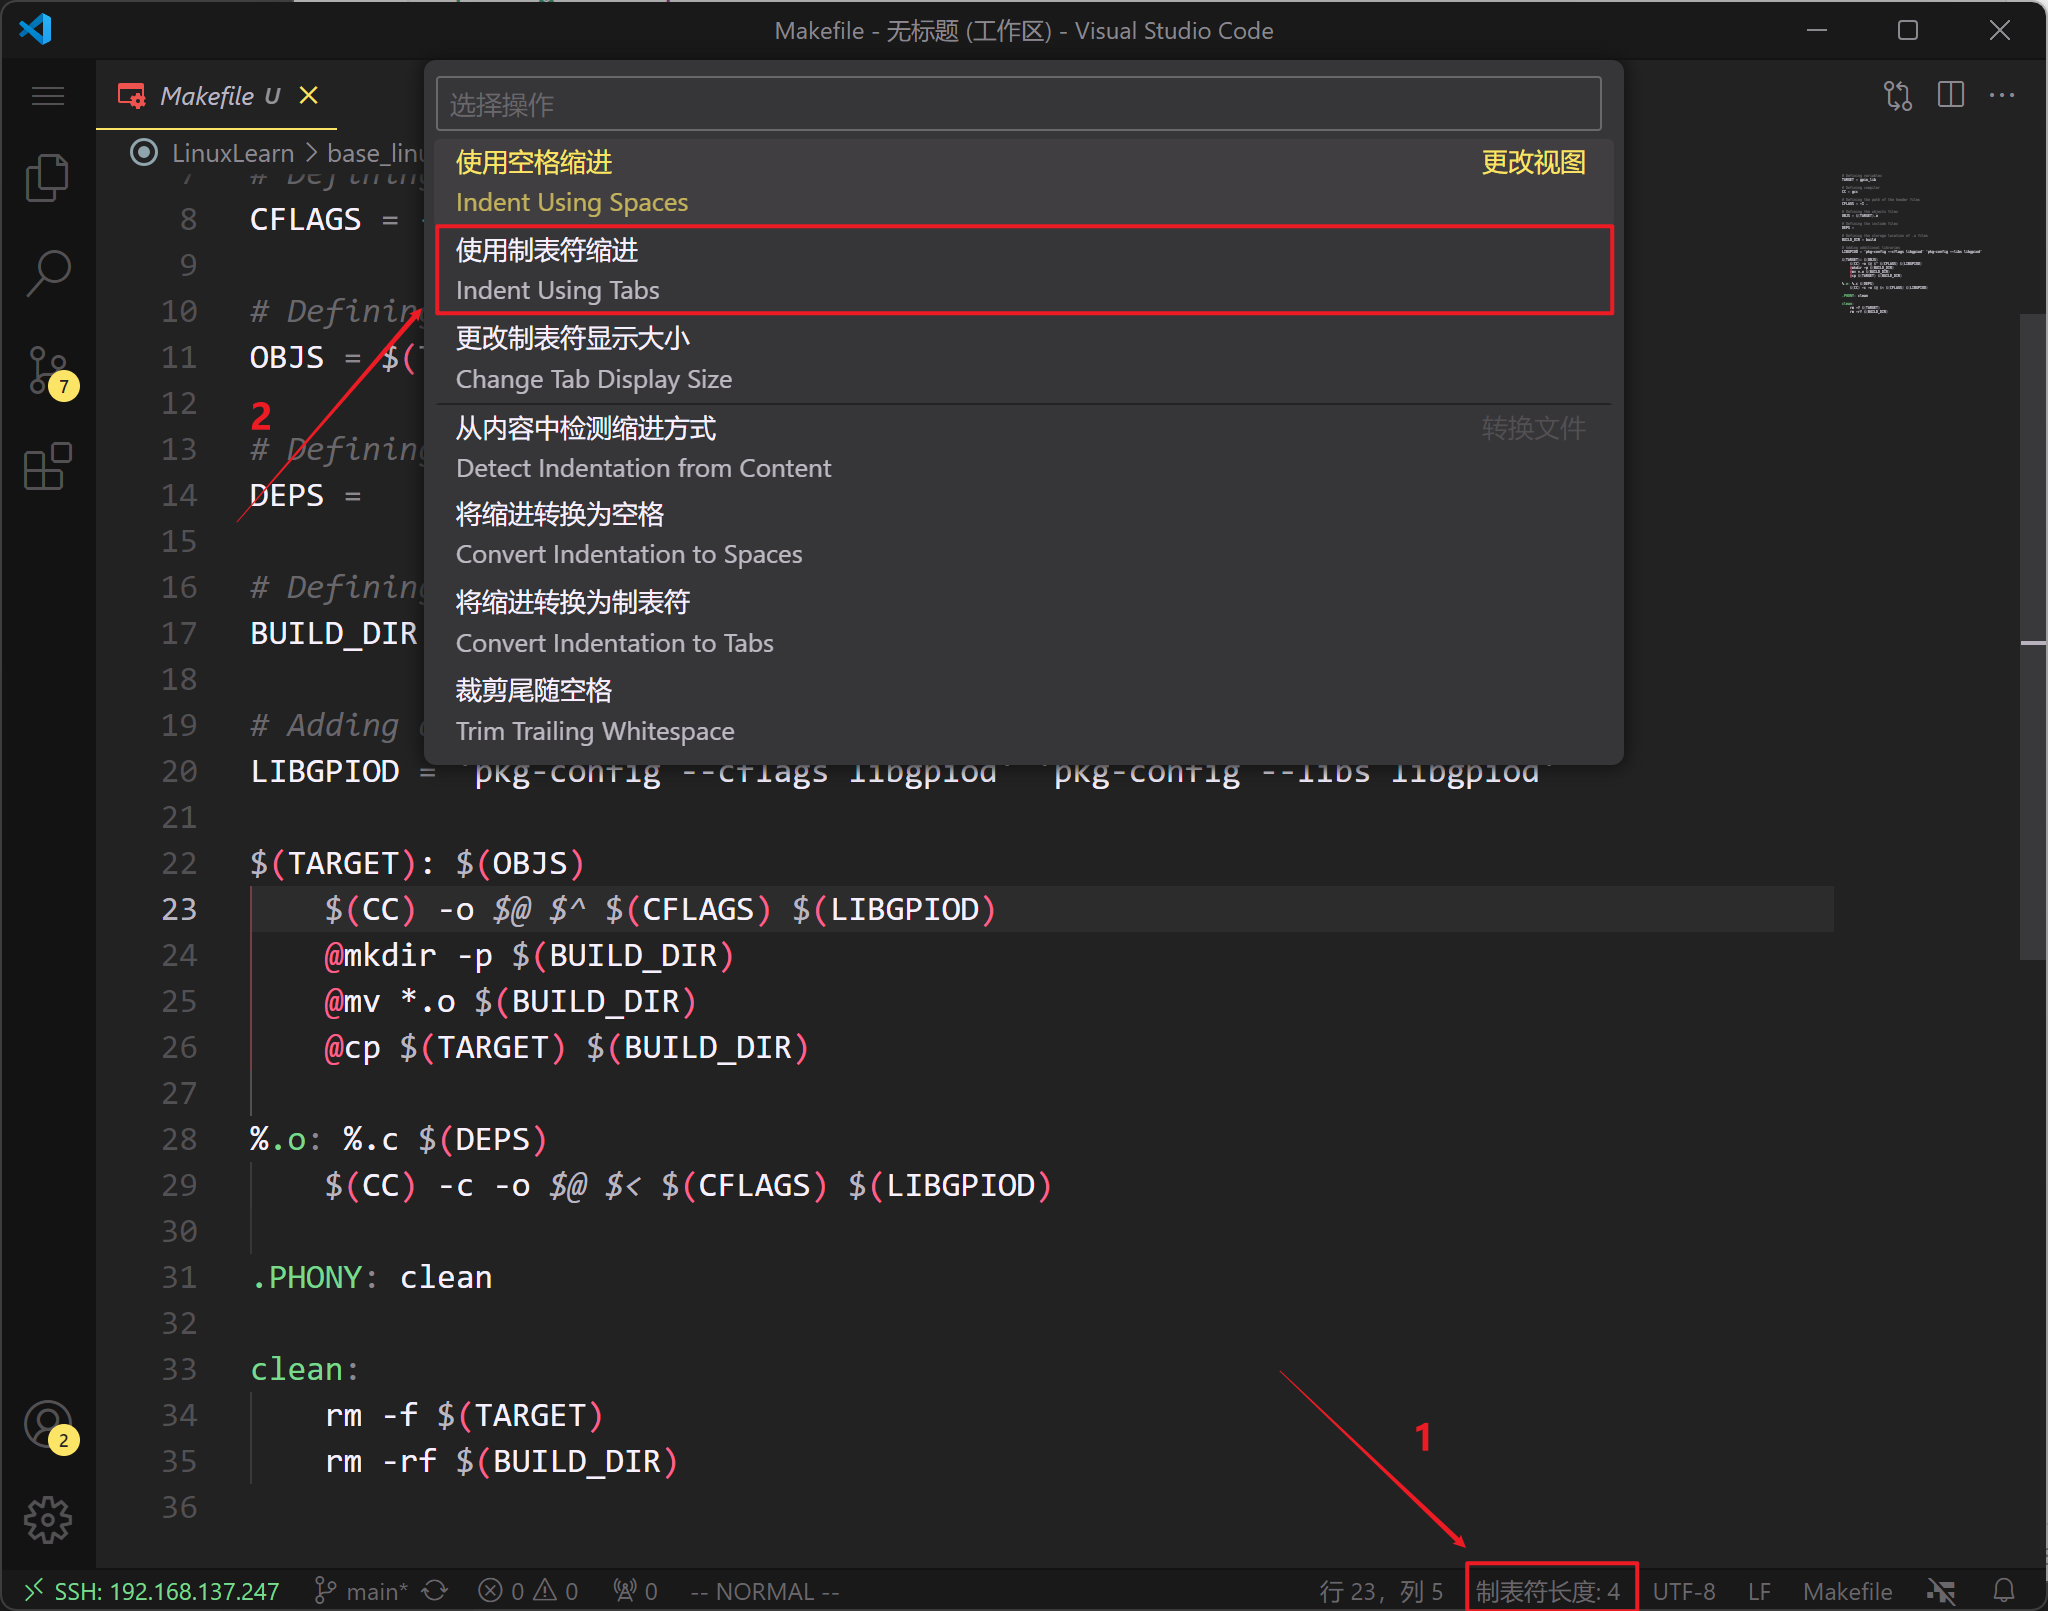 Makefile - 无标题 (工作区) - Visual Studio Code
Makefile U
选择操作
LinuxLearn > base_linu
使用空格缩进 更改视图
Indent Using Spaces
使用制表符缩进
Indent Using Tabs
更改制表符显示大小
Change Tab Display Size
从内容中检测缩进方式 转换文件
Detect Indentation from Content
将缩进转换为空格
Convert Indentation to Spaces
将缩进转换为制表符
Convert Indentation to Tabs
裁剪尾随空格
Trim Trailing Whitespace
7 # Defining
8 CFLAGS =
9
10 # Defining
11 OBJS = $(
12
13 # Defining
14 DEPS =
15
16 # Defining
17 BUILD_DIR
18
19 # Adding
20 LIBGPIOD = `pkg-config --cflags libgpiod` `pkg-config --libs libgpiod`
21
22 $(TARGET): $(OBJS)
23 $(CC) -o $@ $^ $(CFLAGS) $(LIBGPIOD)
24 @mkdir -p $(BUILD_DIR)
25 @mv *.o $(BUILD_DIR)
26 @cp $(TARGET) $(BUILD_DIR)
27
28 %.o: %.c $(DEPS)
29 $(CC) -c -o $@ $< $(CFLAGS) $(LIBGPIOD)
30
31 .PHONY: clean
32
33 clean:
34 rm -f $(TARGET)
35 rm -rf $(BUILD_DIR)
36
7
2
2
1
SSH: 192.168.137.247 main* 0 0 0 -- NORMAL -- 行 23，列 5 制表符长度: 4 UTF-8 LF Makefile